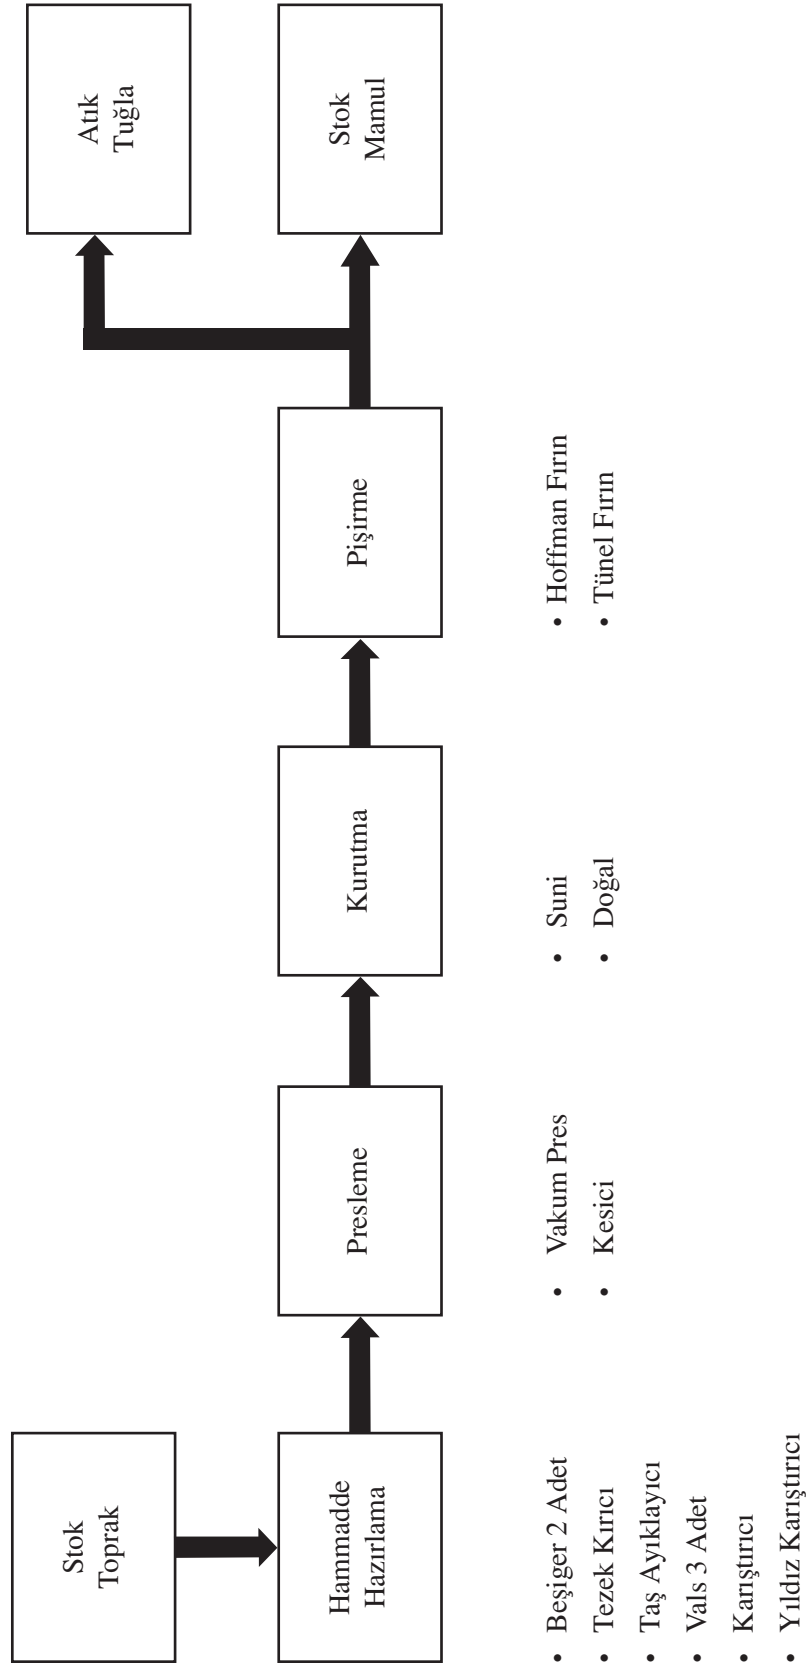 Stok
Toprak
Hammadde
Hazırlama
Presleme
Kurutma
Pişirme
Atık
Tuğla
Stok
Mamul
• Beşiger 2 Adet
• Tezek Kırıcı
• Taş Ayıklayıcı
• Vals 3 Adet
• Karıştırıcı
• Yıldız Karıştırıcı
• Vakum Pres
• Kesici
• Suni
• Doğal
• Hoffman Fırın
• Tünel Fırın